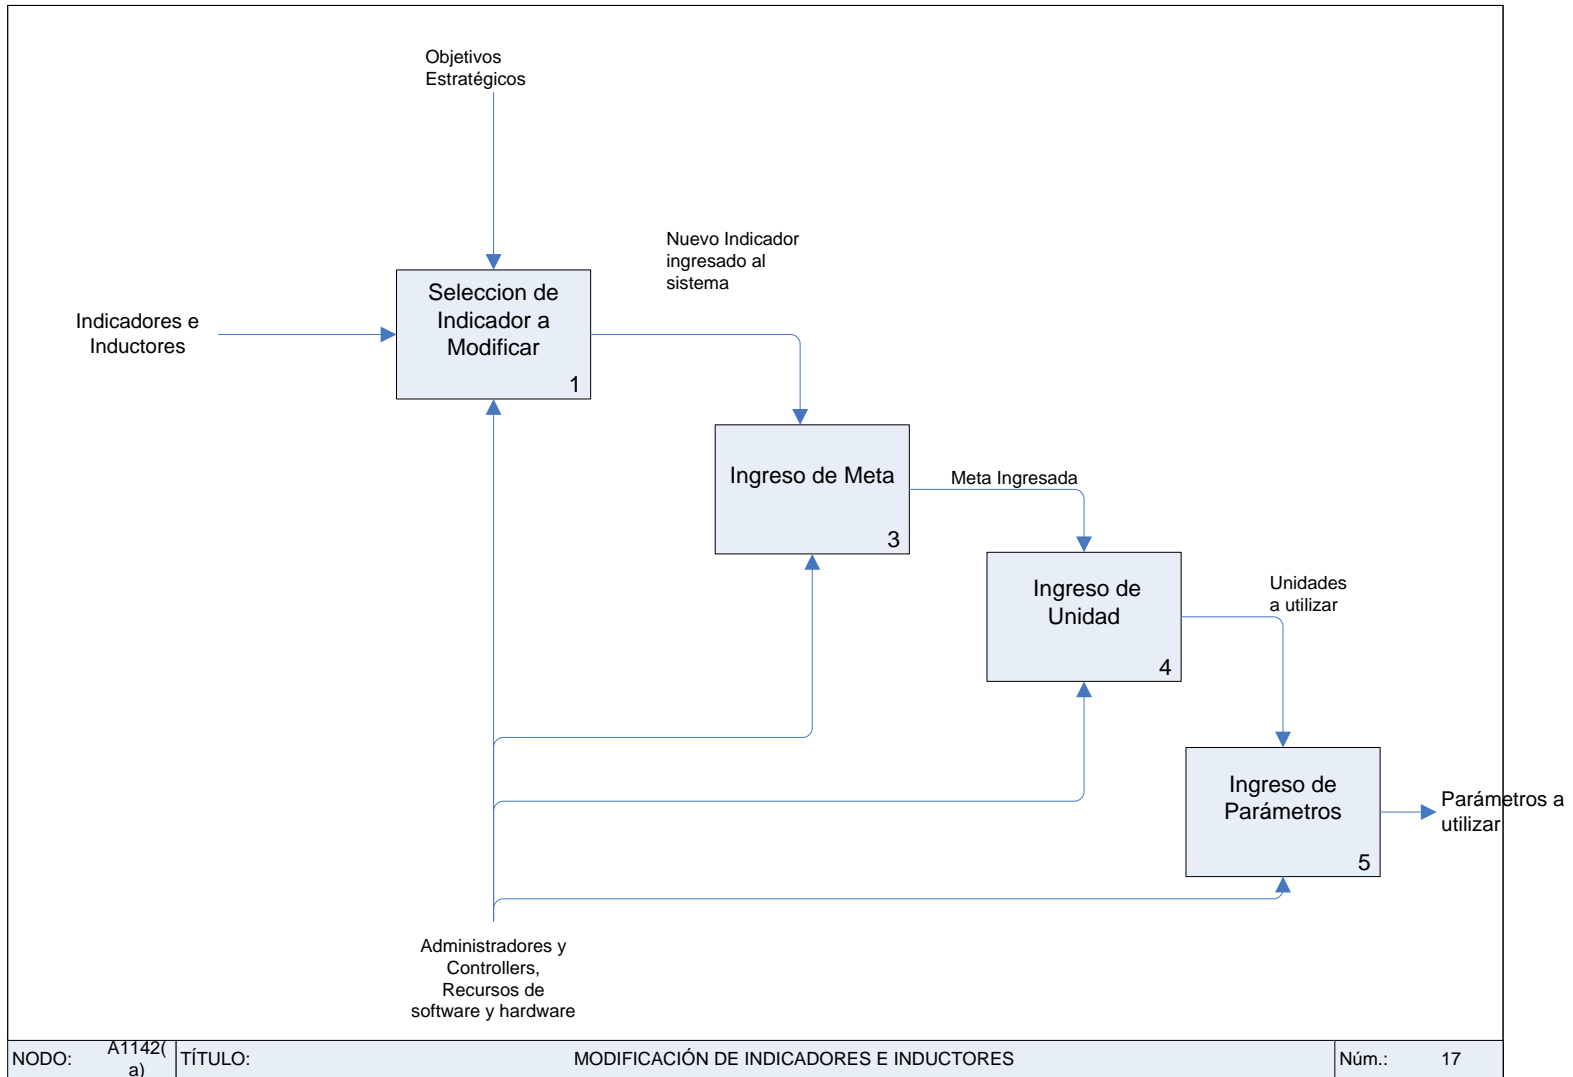 Objetivos
Estratégicos
Nuevo Indicador
ingresado al
sistema
Seleccion de
Indicador a
Modificar
1
Indicadores e
Inductores
Ingreso de Meta
3
Meta Ingresada
Ingreso de
Unidad
4
Unidades
a utilizar
Ingreso de
Parámetros
5
Parámetros a
utilizar
Administradores y
Controllers,
Recursos de
software y hardware
NODO:
A1142(
a)
TÍTULO:
MODIFICACIÓN DE INDICADORES E INDUCTORES
Núm.:
17